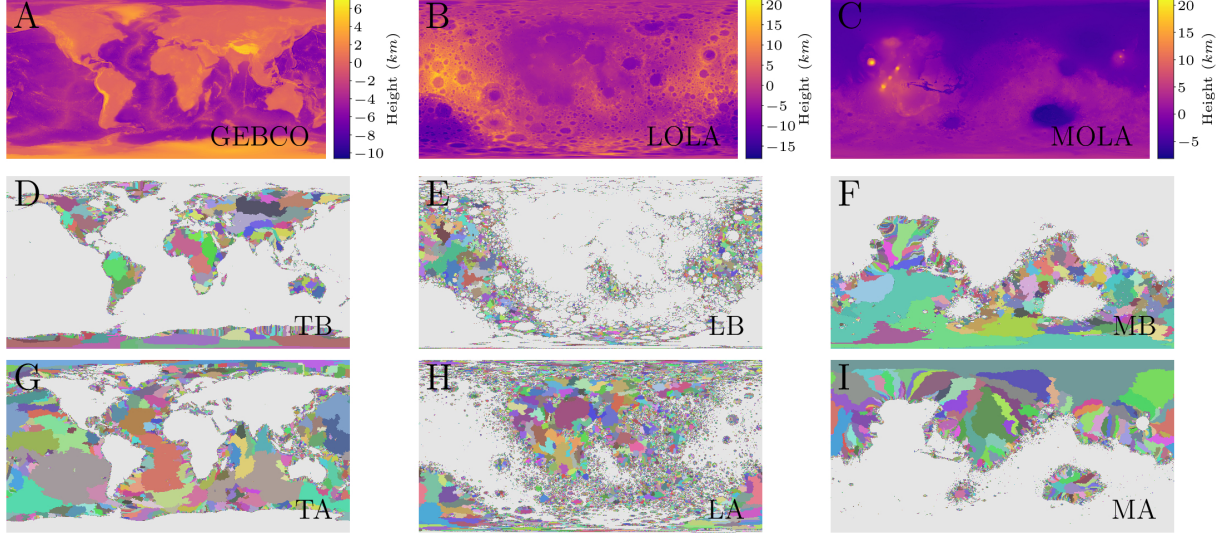 A
GEBCO
6
4
2
0
−2
−4
−6
−8
−10
Height (km)
B
LOLA
20
15
10
5
0
−5
−10
−15
Height (km)
C
MOLA
20
15
10
5
0
−5
Height (km)
D
TB
E
LB
F
MB
G
TA
H
LA
I
MA